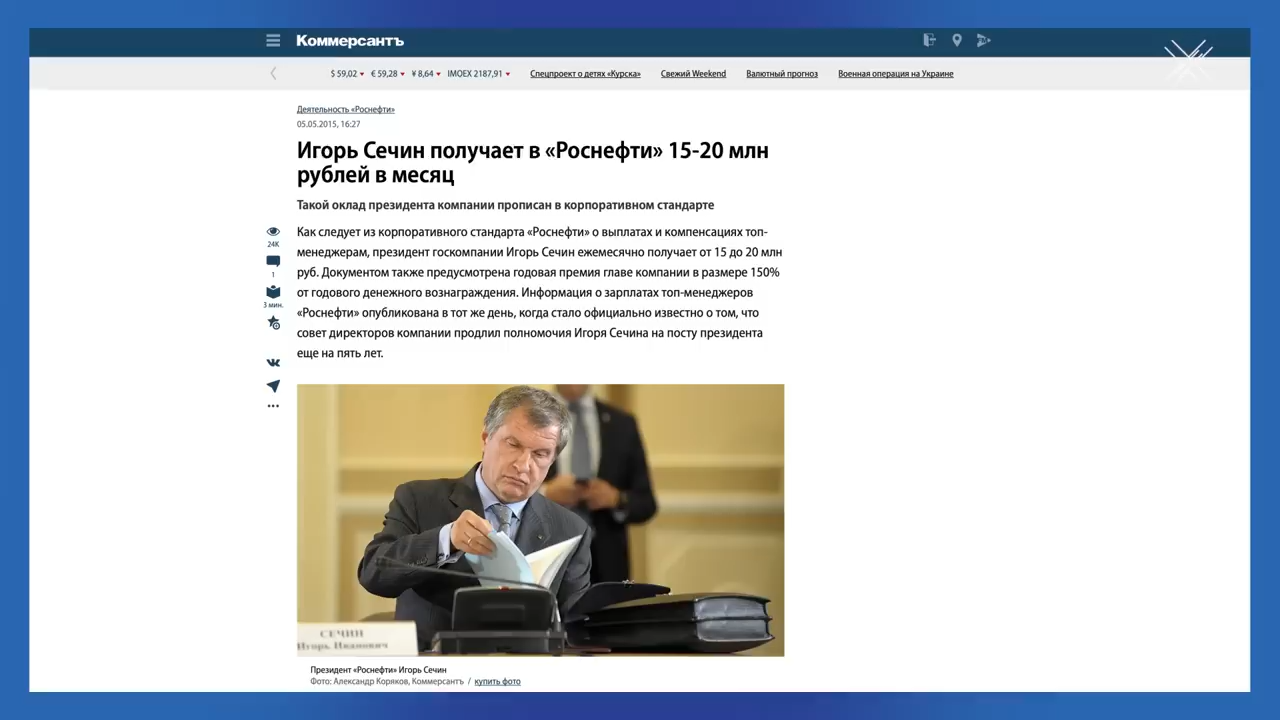 Коммерсантъ
$ 59,02 € 59,28 ¥ 8,64 IMOEX 2187,91 Спецпроект о детях «Курска» Свежий Weekend Валютный прогноз Военная операция на Украине
Деятельность «Роснефти»
05.05.2015, 16:27
Игорь Сечин получает в «Роснефти» 15-20 млн
рублей в месяц
Такой оклад президента компании прописан в корпоративном стандарте
Как следует из корпоративного стандарта «Роснефти» о выплатах и компенсациях топ-
менеджерам, президент госкомпании Игорь Сечин ежемесячно получает от 15 до 20 млн
руб. Документом также предусмотрена годовая премия главе компании в размере 150%
от годового денежного вознаграждения. Информация о зарплатах топ-менеджеров
«Роснефти» опубликована в тот же день, когда стало официально известно о том, что
совет директоров компании продлил полномочия Игоря Сечина на посту президента
еще на пять лет.
24K
1
3 мин.
СЕЧИН
Игорь Иванович
Президент «Роснефти» Игорь Сечин
Фото: Александр Коряков, Коммерсантъ / купить фото